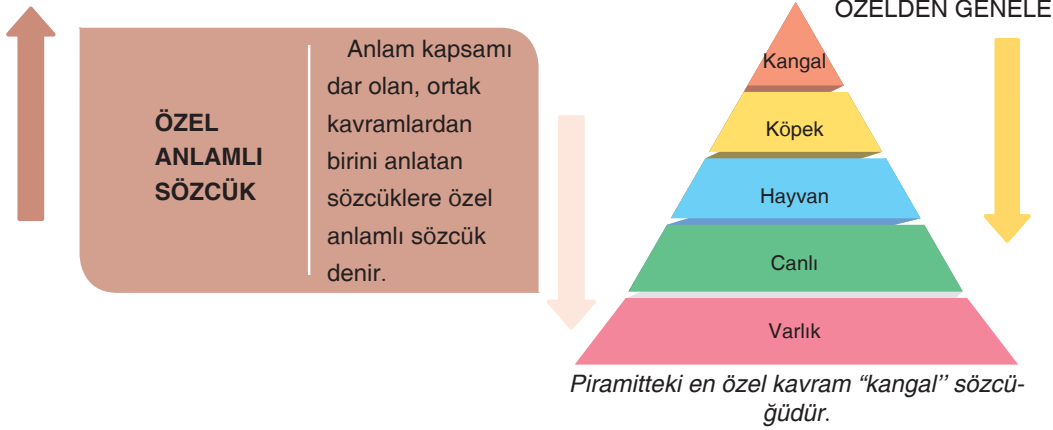 ÖZEL
ANLAMLI
SÖZCÜK
Anlam kapsamı
dar olan, ortak
kavramlardan
birini anlatan
sözcüklere özel
anlamlı sözcük
denir.
ÖZELDEN GENELE
Kangal
Köpek
Hayvan
Canlı
Varlık
Piramitteki en özel kavram “kangal’’ sözcü-
ğüdür.